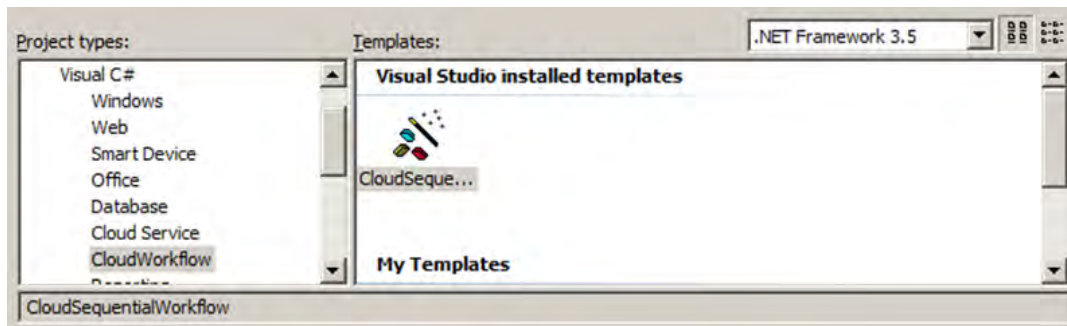 Project types:
Templates:
.NET Framework 3.5
Visual C#
Windows
Web
Smart Device
Office
Database
Cloud Service
CloudWorkflow
Reporting
Visual Studio installed templates
CloudSeque...
My Templates
CloudSequentialWorkflow